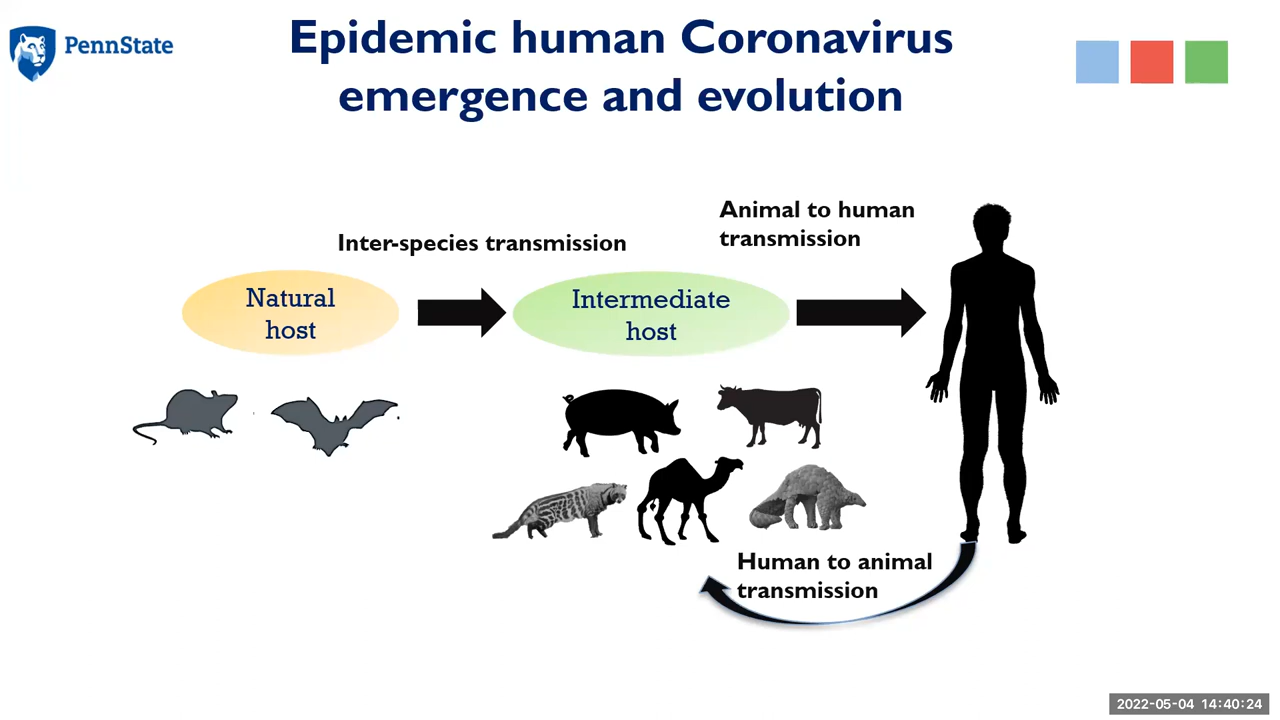 PennState
Epidemic human Coronavirus
emergence and evolution
Inter-species transmission
Animal to human
transmission
Natural
host
Intermediate
host
Human to animal
transmission
2022-05-04 14:40:24